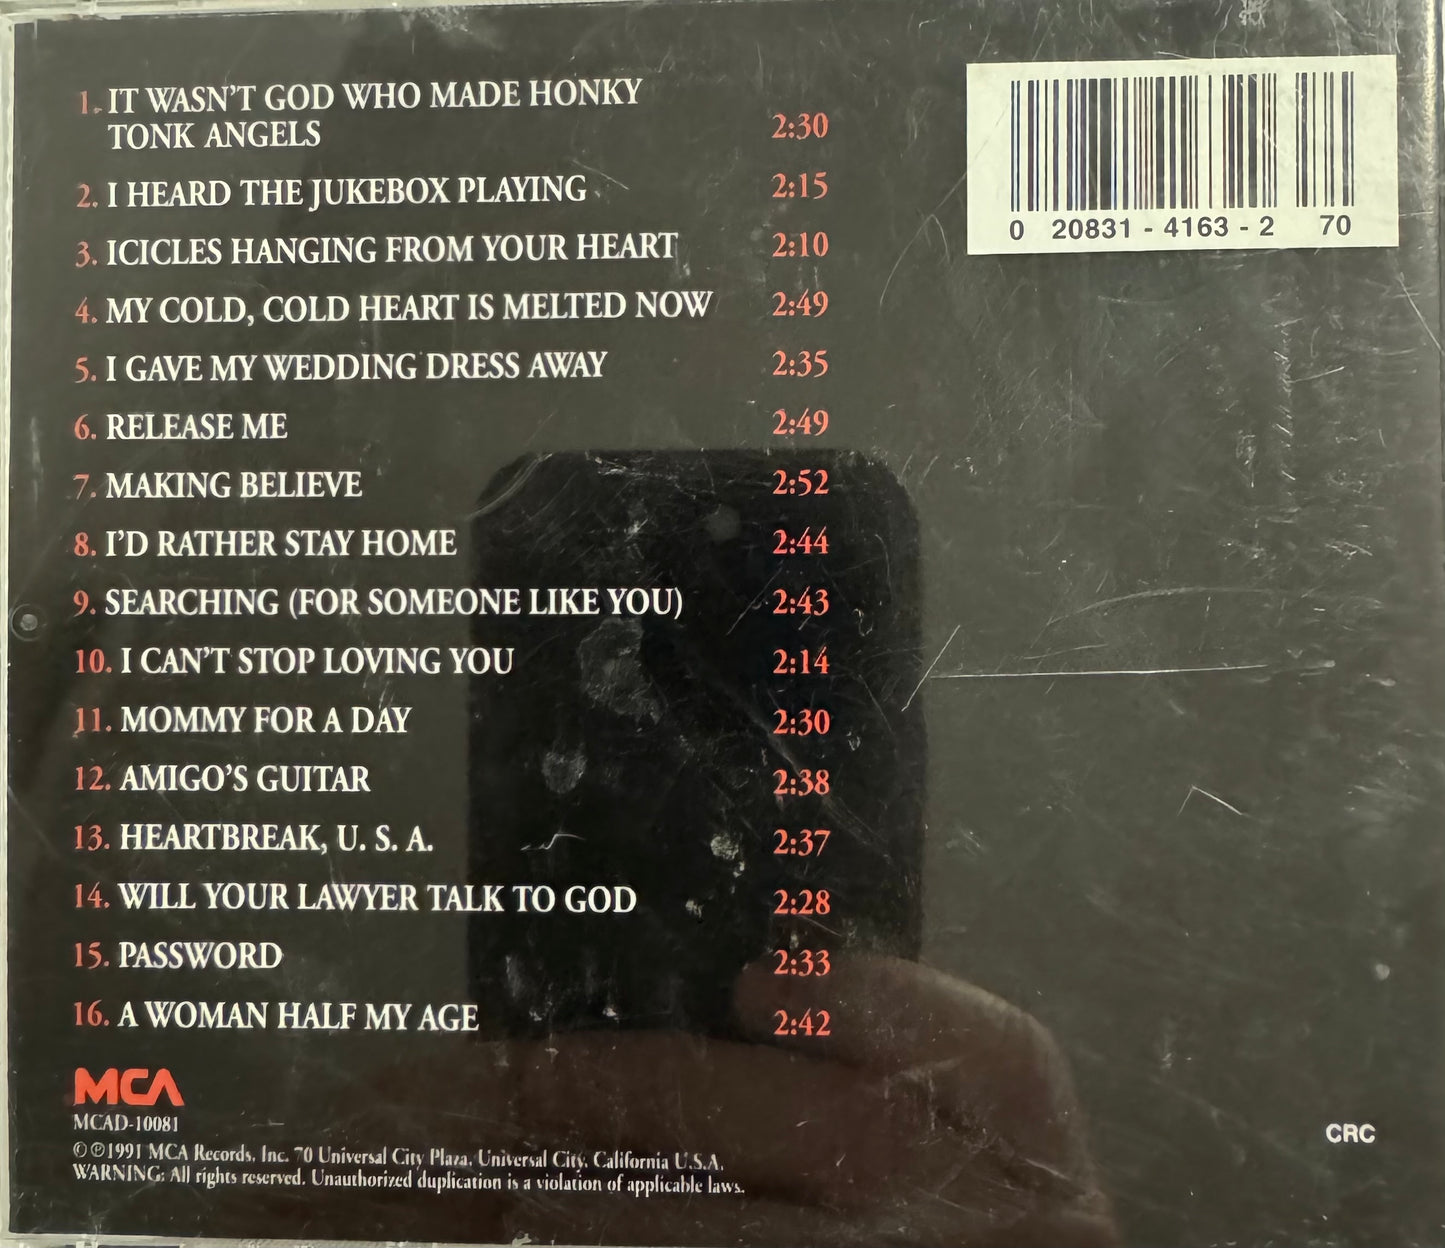 1. IT WASN'T GOD WHO MADE HONKY
TONK ANGELS 2:30
2. I HEARD THE JUKEBOX PLAYING 2:15
3. ICICLES HANGING FROM YOUR HEART 2:10
4. MY COLD, COLD HEART IS MELTED NOW 2:49
5. I GAVE MY WEDDING DRESS AWAY 2:35
6. RELEASE ME 2:49
7. MAKING BELIEVE 2:52
8. I'D RATHER STAY HOME 2:44
9. SEARCHING (FOR SOMEONE LIKE YOU) 2:43
10. I CAN'T STOP LOVING YOU 2:14
11. MOMMY FOR A DAY 2:30
12. AMIGO'S GUITAR 2:38
13. HEARTBREAK, U. S. A. 2:37
14. WILL YOUR LAWYER TALK TO GOD 2:28
15. PASSWORD 2:33
16. A WOMAN HALF MY AGE 2:42
0 20831 - 4163 - 2 70
MCA
MCAD-10081
©℗1991 MCA Records, Inc. 70 Universal City Plaza, Universal City, California U.S.A.
WARNING: All rights reserved. Unauthorized duplication is a violation of applicable laws.
CRC